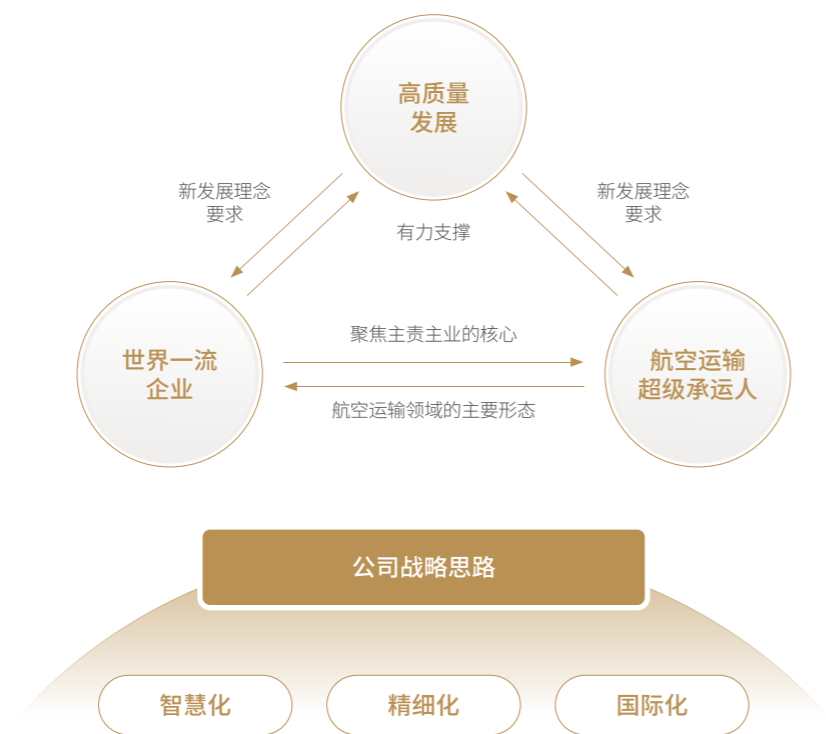 高质量
发展
新发展理念
要求
新发展理念
要求
有力支撑
聚焦主责主业的核心
世界一流
企业
航空运输
超级承运人
航空运输领域的主要形态
公司战略思路
智慧化
精细化
国际化